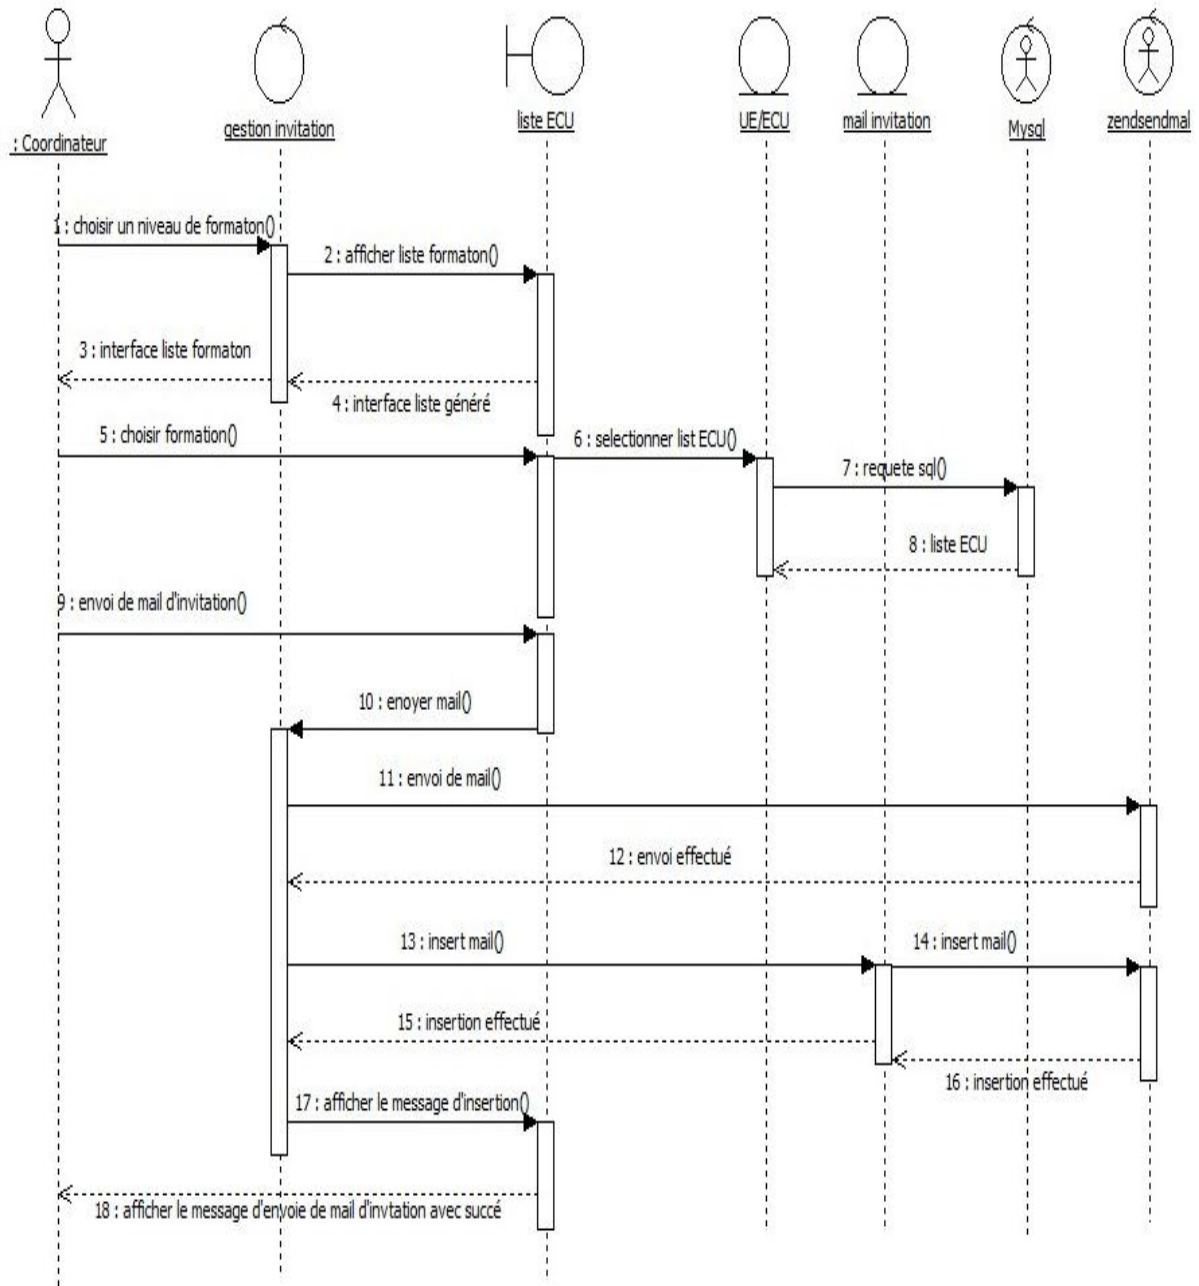 : Coordinateur
gestion invitation
liste ECU
UE/ECU
mail invitation
Mysql
zendsendmal
1 : choisir un niveau de formaton()
2 : afficher liste formaton()
3 : interface liste formaton
4 : interface liste généré
5 : choisir formation()
6 : selectionner list ECU()
7 : requete sql()
8 : liste ECU
9 : envoi de mail d'invitation()
10 : enoyer mail()
11 : envoi de mail()
12 : envoi effectué
13 : insert mail()
14 : insert mail()
15 : insertion effectué
16 : insertion effectué
17 : afficher le message d'insertion()
18 : afficher le message d'envoie de mail d'invtation avec succé